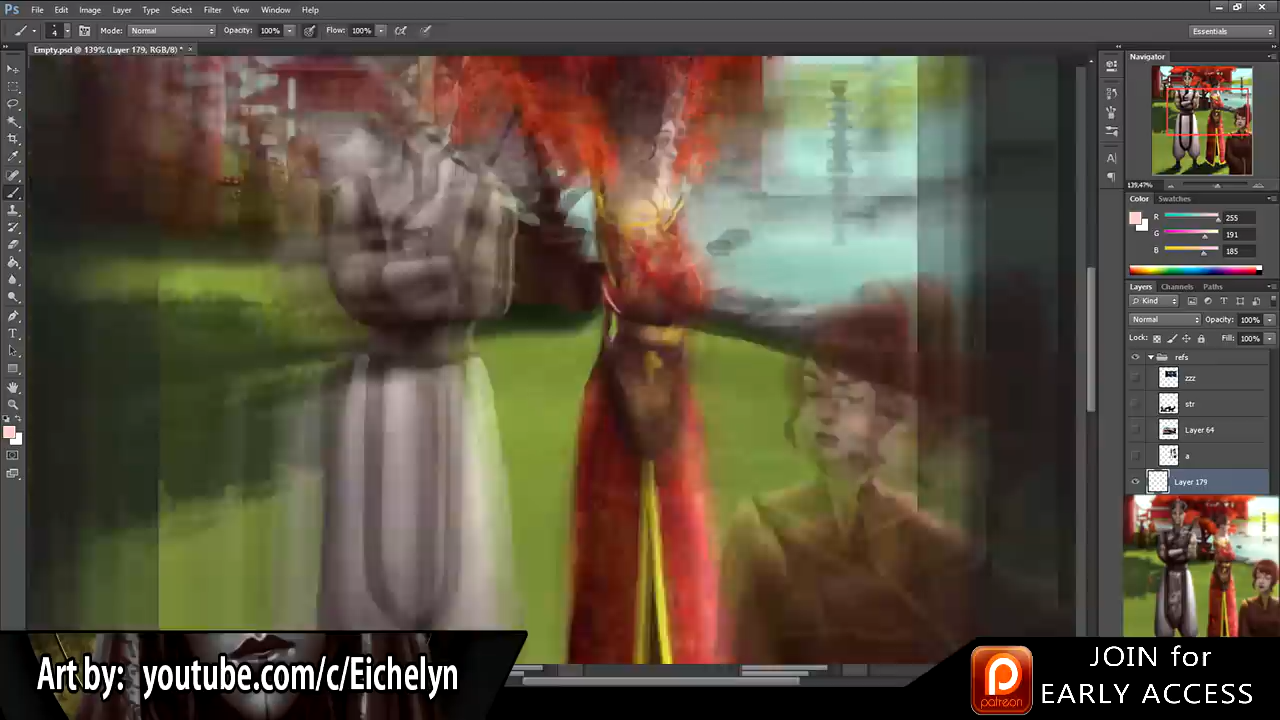 Ps File Edit Image Layer Type Select Filter View Window Help
4 Mode: Normal Opacity: 100% Flow: 100% Essentials
Empty.psd @ 139% (Layer 179, RGB/8) * ×
Navigator
139.47%
Color Swatches
R 255
G 191
B 185
Layers Channels Paths
Kind
Normal Opacity: 100%
Lock: Fill: 100%
refs
zzz
str
Layer 64
a
Layer 179
Art by: youtube.com/c/Eichelyn
patreon
JOIN for
EARLY ACCESS